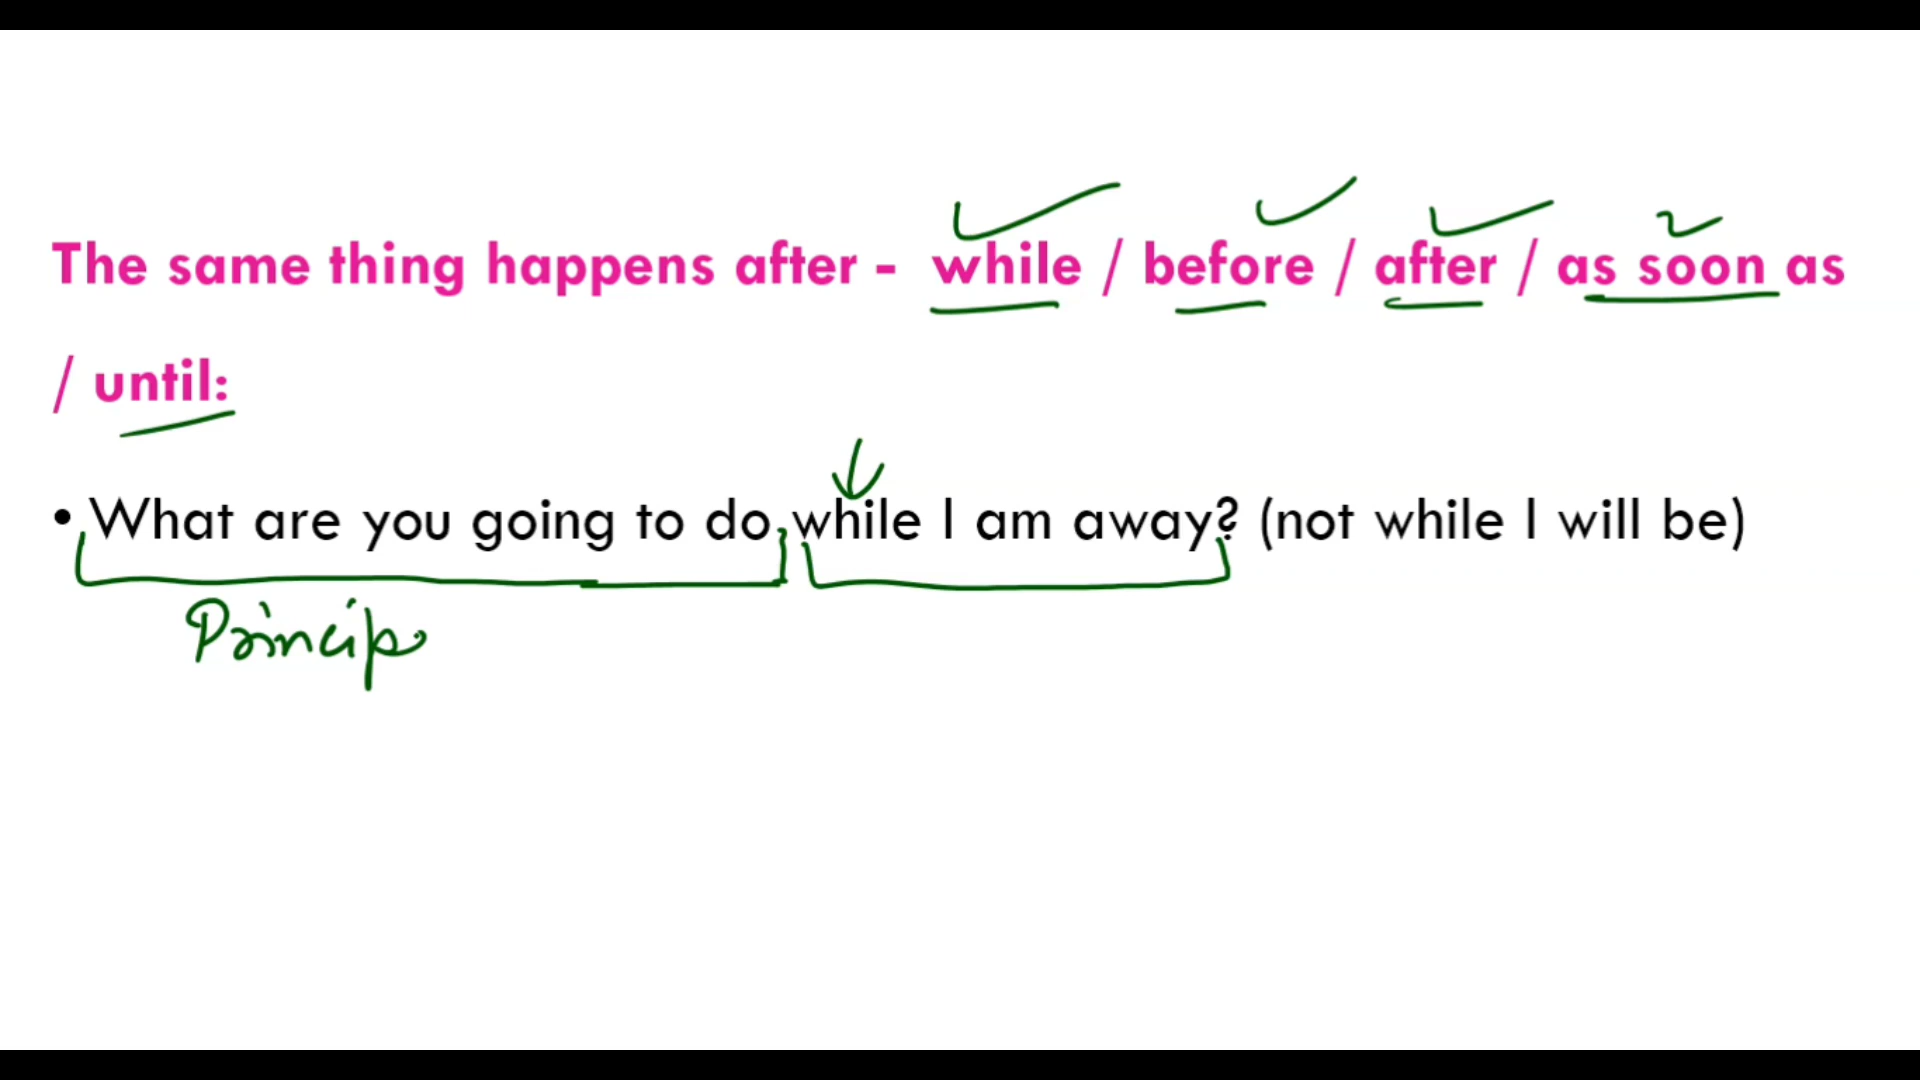 The same thing happens after - while / before / after / as soon as
/ until:
• What are you going to do while I am away? (not while I will be)
Princip